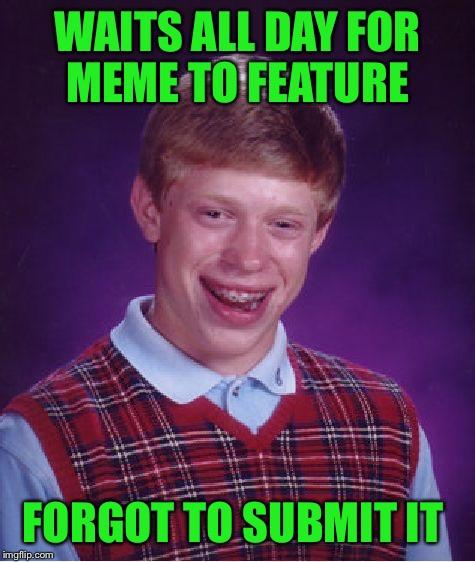 WAITS ALL DAY FOR
MEME TO FEATURE
FORGOT TO SUBMIT IT
imgflip.com